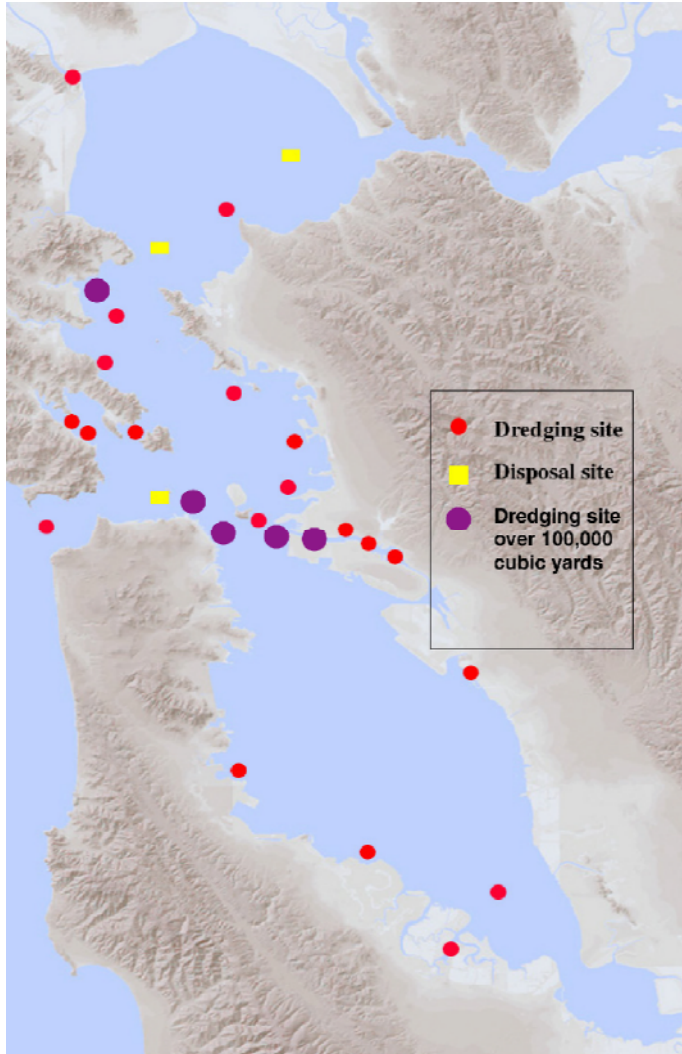 Dredging site
Disposal site
Dredging site
over 100,000
cubic yards